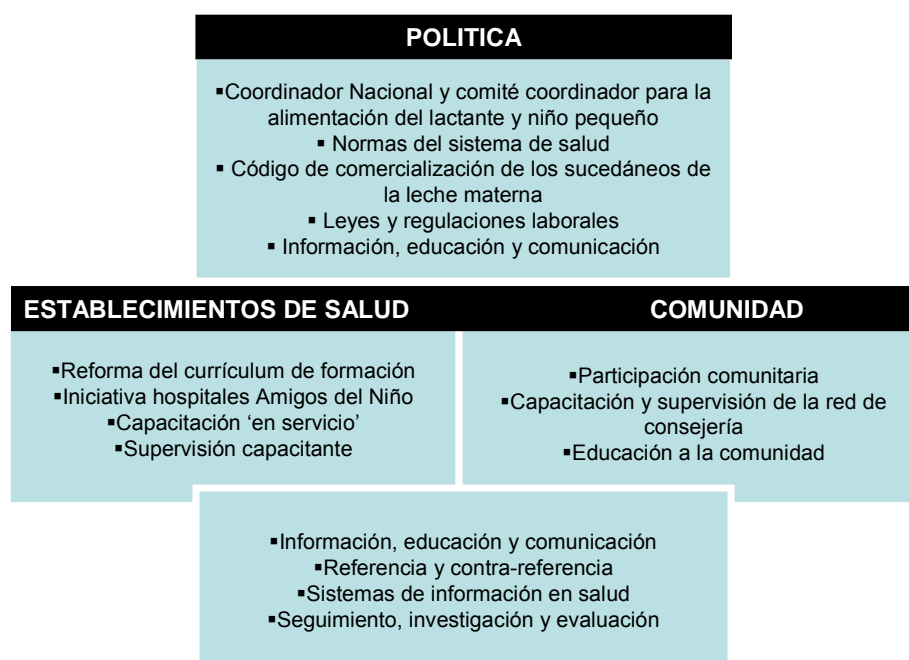 POLITICA
▪Coordinador Nacional y comité coordinador para la
alimentación del lactante y niño pequeño
▪ Normas del sistema de salud
▪ Código de comercialización de los sucedáneos de
la leche materna
▪ Leyes y regulaciones laborales
▪ Información, educación y comunicación
ESTABLECIMIENTOS DE SALUD
▪Reforma del currículum de formación
▪Iniciativa hospitales Amigos del Niño
▪Capacitación ‘en servicio’
▪Supervisión capacitante
COMUNIDAD
▪Participación comunitaria
▪Capacitación y supervisión de la red de
consejería
▪Educación a la comunidad
▪Información, educación y comunicación
▪Referencia y contra-referencia
▪Sistemas de información en salud
▪Seguimiento, investigación y evaluación